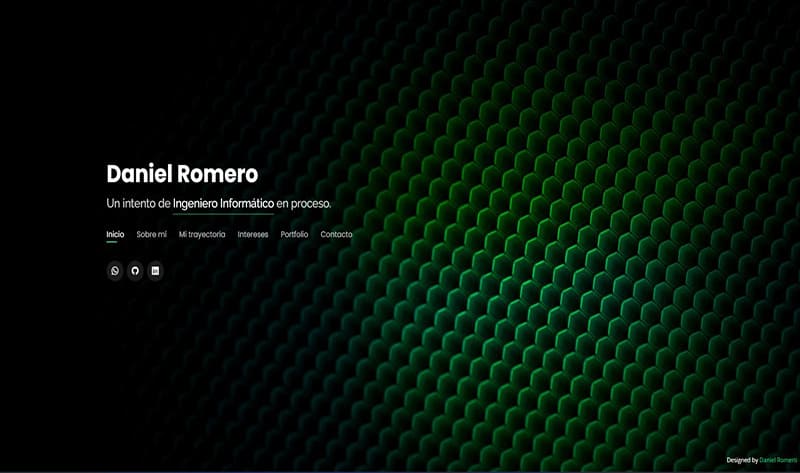 Daniel Romero
Un intento de Ingeniero Informático en proceso.
Inicio Sobre mí Mi trayectoria Intereses Portfolio Contacto
Designed by Daniel Romero